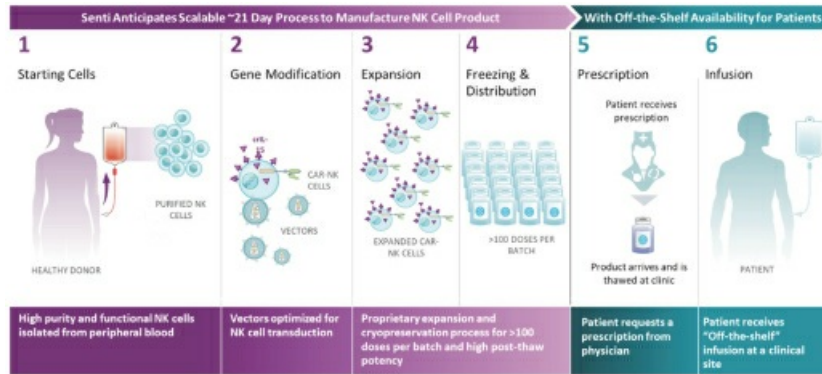 Senti Anticipates Scalable ~21 Day Process to Manufacture NK Cell Product
With Off-the-Shelf Availability for Patients
1
Starting Cells
PURIFIED NK
CELLS
HEALTHY DONOR
High purity and functional NK cells
isolated from peripheral blood
2
Gene Modification
CAR-NK
CELLS
VECTORS
Vectors optimized for
NK cell transduction
3
Expansion
EXPANDED CAR-
NK CELLS
4
Freezing &
Distribution
>100 DOSES PER
BATCH
Proprietary expansion and
cryopreservation process for >100
doses per batch and high post-thaw
potency
5
Prescription
Patient receives
prescription
Product arrives and is
thawed at clinic
Patient requests a
prescription from
physician
6
Infusion
PATIENT
Patient receives
“Off-the-shelf”
infusion at a clinical
site